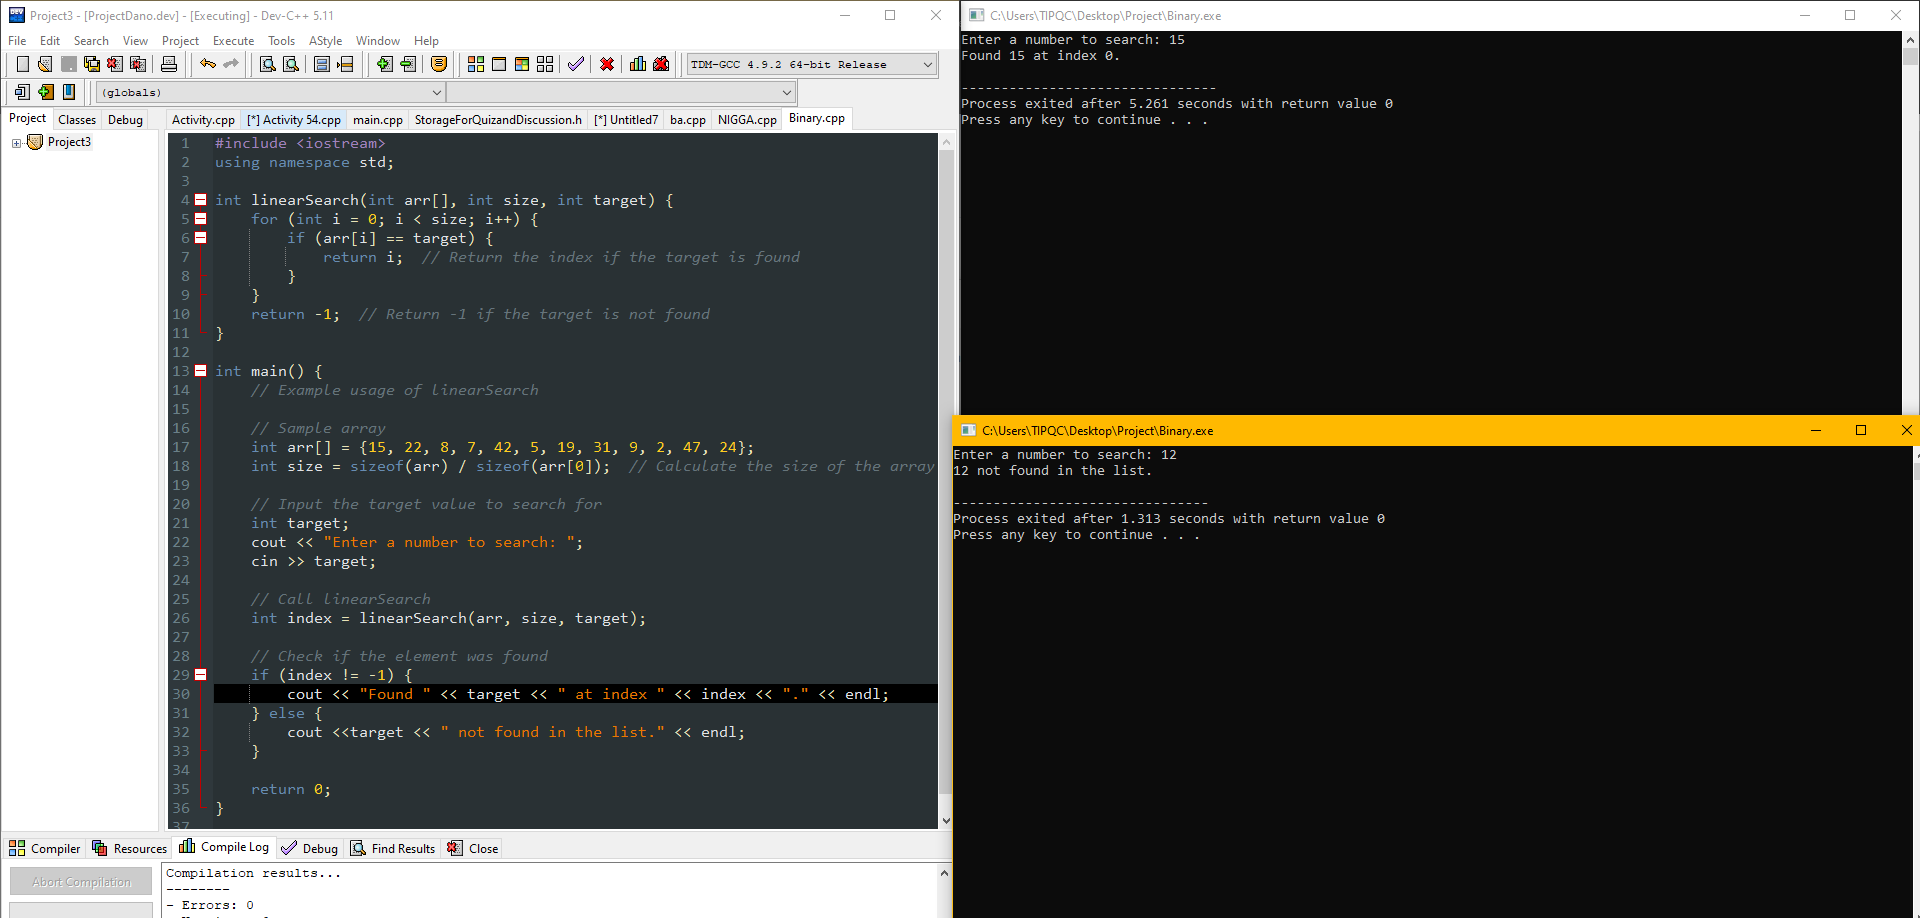 Project3 - [ProjectDano.dev] - [Executing] - Dev-C++ 5.11
File Edit Search View Project Execute Tools AStyle Window Help
TDM-GCC 4.9.2 64-bit Release
(globals)
Project Classes Debug
Activity.cpp [*] Activity 54.cpp main.cpp StorageForQuizandDiscussion.h [*] Untitled7 ba.cpp NIGGA.cpp Binary.cpp
Project3
1 #include <iostream>
2 using namespace std;
3
4 int linearSearch(int arr[], int size, int target) {
5 for (int i = 0; i < size; i++) {
6 if (arr[i] == target) {
7 return i; // Return the index if the target is found
8 }
9 }
10 return -1; // Return -1 if the target is not found
11 }
12
13 int main() {
14 // Example usage of linearSearch
15
16 // Sample array
17 int arr[] = {15, 22, 8, 7, 42, 5, 19, 31, 9, 2, 47, 24};
18 int size = sizeof(arr) / sizeof(arr[0]); // Calculate the size of the array
19
20 // Input the target value to search for
21 int target;
22 cout << "Enter a number to search: ";
23 cin >> target;
24
25 // Call linearSearch
26 int index = linearSearch(arr, size, target);
27
28 // Check if the element was found
29 if (index != -1) {
30 cout << "Found " << target << " at index " << index << "." << endl;
31 } else {
32 cout <<target << " not found in the list." << endl;
33 }
34
35 return 0;
36 }
37
Compiler Resources Compile Log Debug Find Results Close
Abort Compilation
Compilation results...
--------
- Errors: 0
C:\Users\TIPQC\Desktop\Project\Binary.exe
Enter a number to search: 15
Found 15 at index 0.
--------------------------------
Process exited after 5.261 seconds with return value 0
Press any key to continue . . .
C:\Users\TIPQC\Desktop\Project\Binary.exe
Enter a number to search: 12
12 not found in the list.
--------------------------------
Process exited after 1.313 seconds with return value 0
Press any key to continue . . .